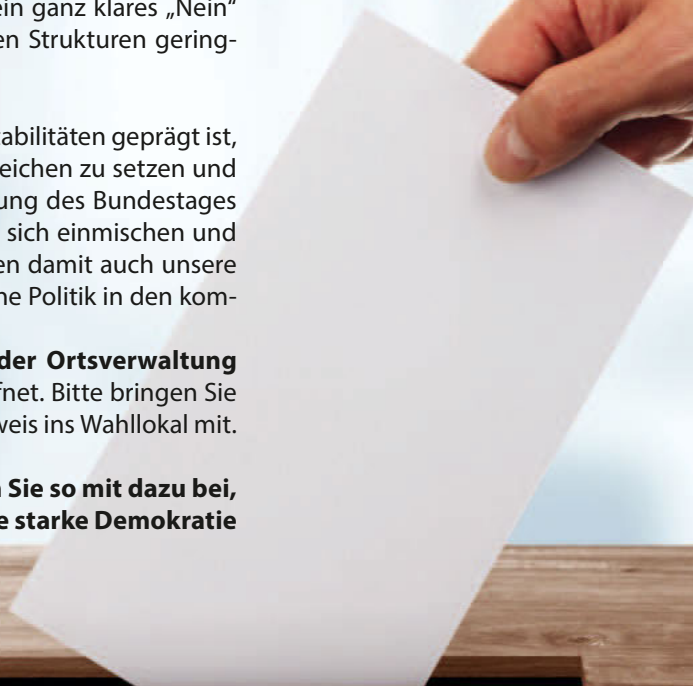 ein ganz klares „Nein“
en Strukturen gering-
abilitäten geprägt ist,
eichen zu setzen und
ung des Bundestages
sich einmischen und
en damit auch unsere
he Politik in den kom-
der Ortsverwaltung
fnet. Bitte bringen Sie
weis ins Wahllokal mit.
Sie so mit dazu bei,
e starke Demokratie